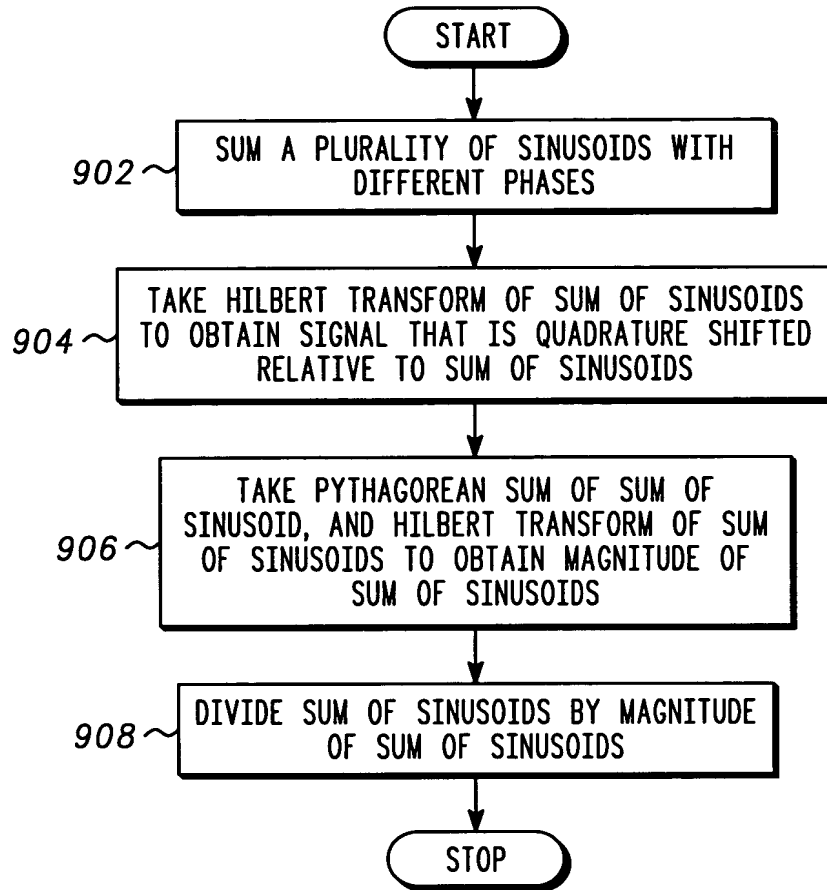 START
902
SUM A PLURALITY OF SINUSOIDS WITH
DIFFERENT PHASES
904
TAKE HILBERT TRANSFORM OF SUM OF SINUSOIDS
TO OBTAIN SIGNAL THAT IS QUADRATURE SHIFTED
RELATIVE TO SUM OF SINUSOIDS
906
TAKE PYTHAGOREAN SUM OF SUM OF
SINUSOID, AND HILBERT TRANSFORM OF SUM
OF SINUSOIDS TO OBTAIN MAGNITUDE OF
SUM OF SINUSOIDS
908
DIVIDE SUM OF SINUSOIDS BY MAGNITUDE
OF SUM OF SINUSOIDS
STOP